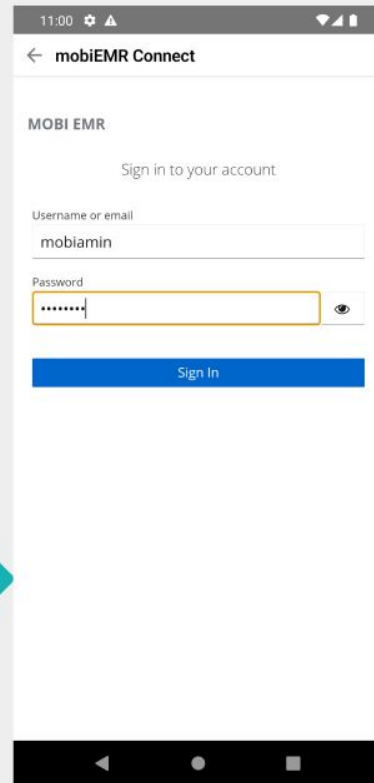 11:00
mobiEMR Connect
MOBI EMR
Sign in to your account
Username or email
mobiamin
Password
••••••••
Sign In